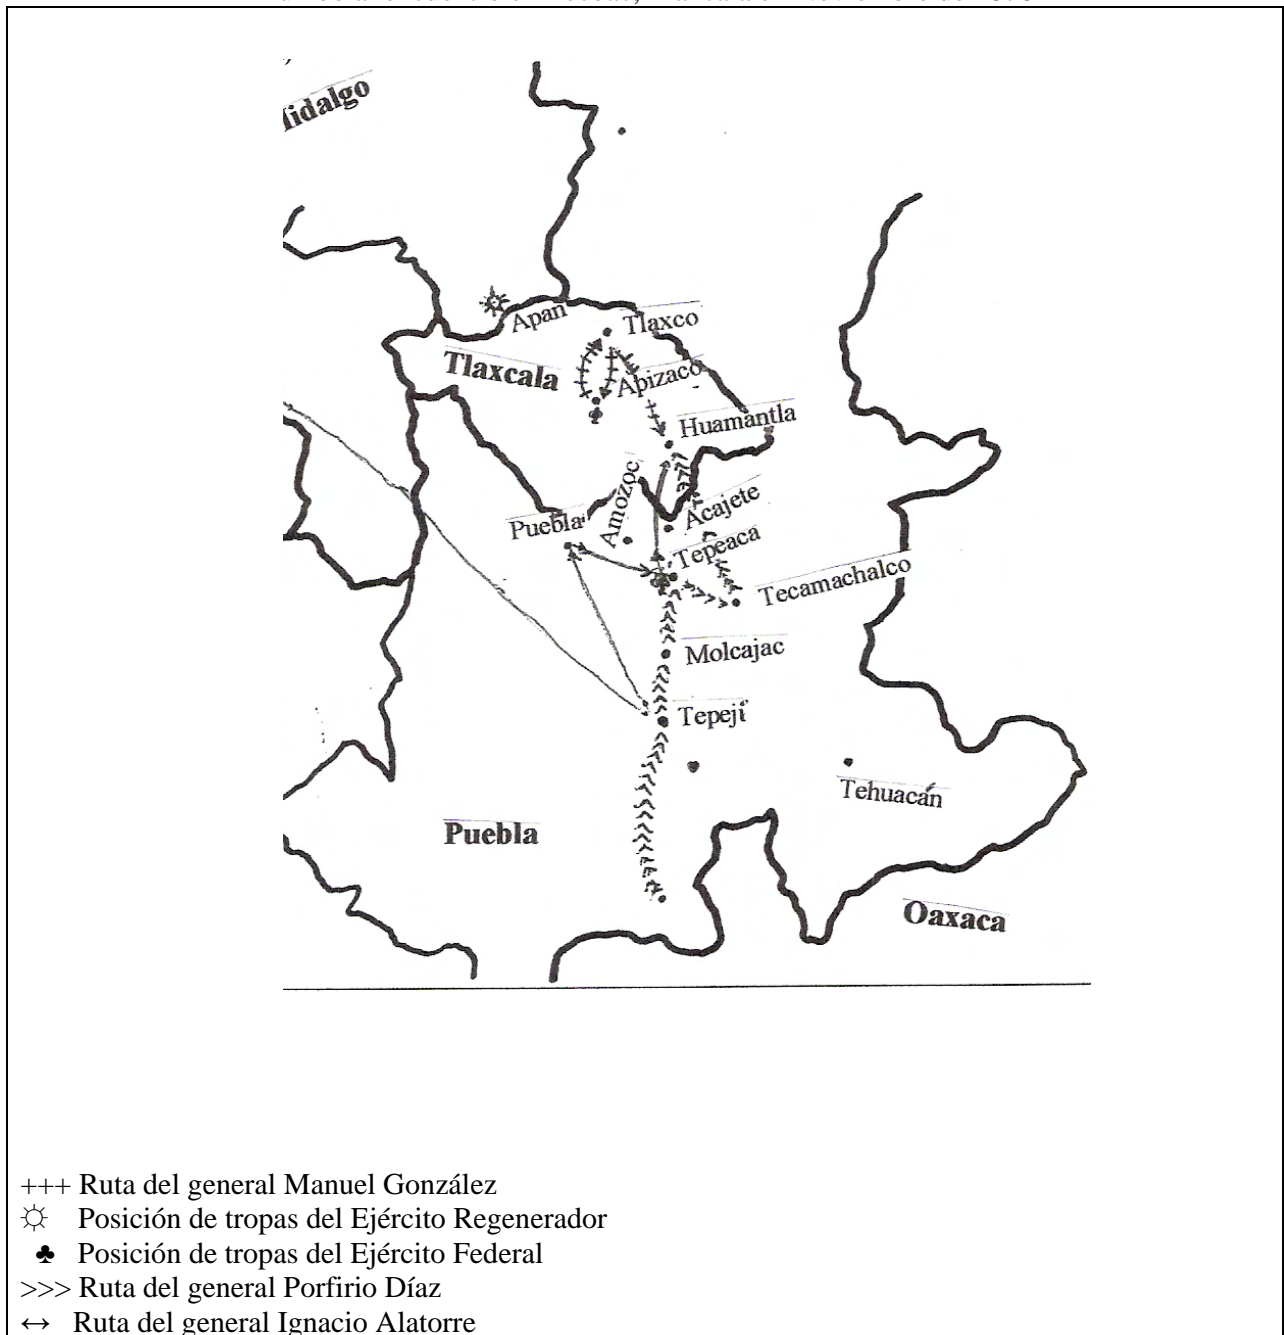 Hidalgo
Apan
Tlaxco
Tlaxcala
Apizaco
Huamantla
Amozoc
Acajete
Puebla
Tepeaca
Tecamachalco
Molcajac
Tepeji
Tehuacán
Puebla
Oaxaca
+++ Ruta del general Manuel González
☼ Posición de tropas del Ejército Regenerador
♣ Posición de tropas del Ejército Federal
>>> Ruta del general Porfirio Díaz
↔ Ruta del general Ignacio Alatorre